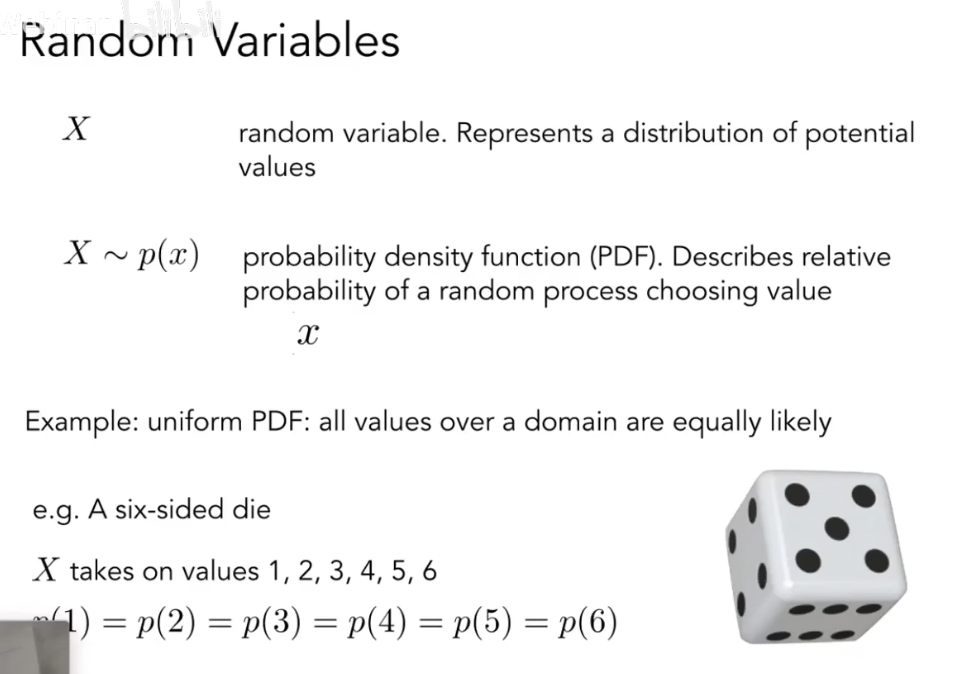 Random Variables
X
random variable. Represents a distribution of potential
values
X ∼ p(x)
probability density function (PDF). Describes relative
probability of a random process choosing value
x
Example: uniform PDF: all values over a domain are equally likely
e.g. A six-sided die
X takes on values 1, 2, 3, 4, 5, 6
(1) = p(2) = p(3) = p(4) = p(5) = p(6)